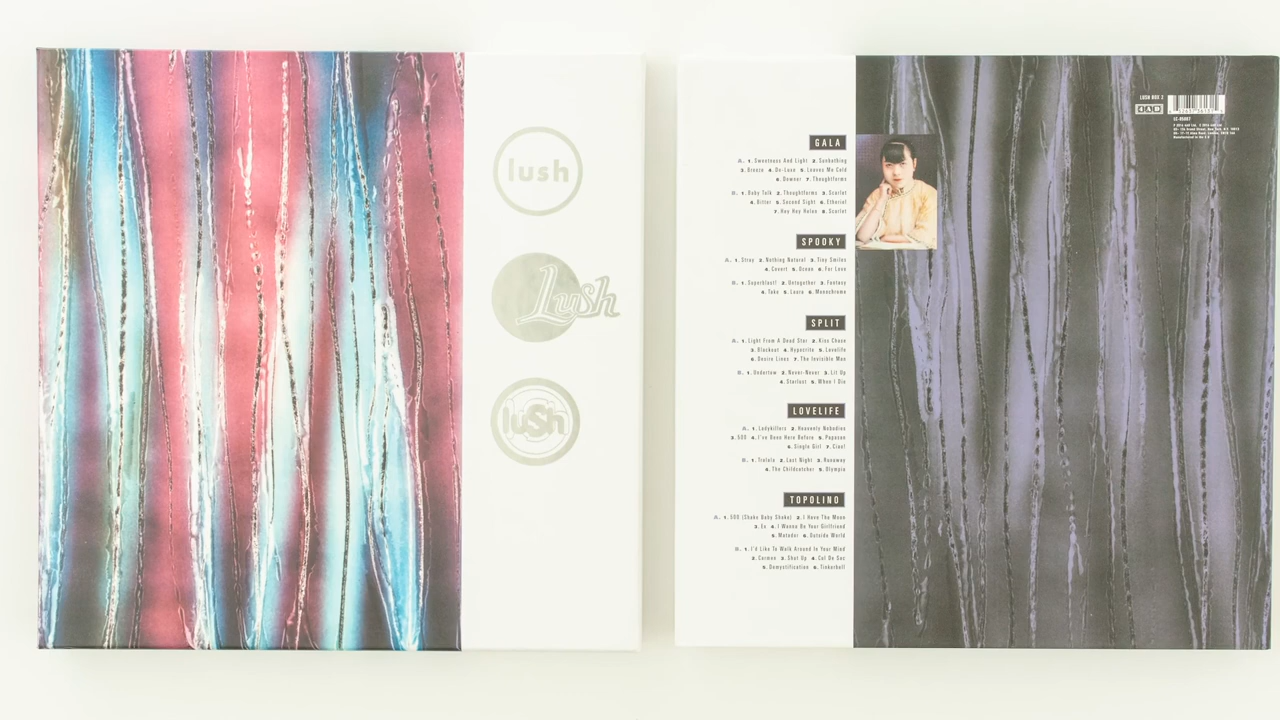 lush
Lush
luSh
LUSH BOX 2
GALA
A. 1. Sweetness And Light 2. Sunbathing
3. Breeze 4. De-Luxe 5. Leaves Me Cold
6. Downer 7. Thoughtforms
B. 1. Baby Talk 2. Thoughtforms 3. Scarlet
4. Bitter 5. Second Sight 6. Etheriel
7. Hey Hey Helen 8. Scarlet
SPOOKY
A. 1. Stray 2. Nothing Natural 3. Tiny Smiles
4. Covert 5. Ocean 6. For Love
B. 1. Superblast! 2. Untogether 3. Fantasy
4. Take 5. Laura 6. Monochrome
SPLIT
A. 1. Light From A Dead Star 2. Kiss Chase
3. Blackout 4. Hypocrite 5. Lovelife
6. Desire Lines 7. The Invisible Man
B. 1. Undertow 2. Never-Never 3. Lit Up
4. Starlust 5. When I Die
LOVELIFE
A. 1. Ladykillers 2. Heavenly Nobodies
3. 500 4. I've Been Here Before 5. Papasan
6. Single Girl 7. Ciao!
B. 1. Tralala 2. Last Night 3. Runaway
4. The Childcatcher 5. Olympia
TOPOLINO
A. 1. 500 (Shake Baby Shake) 2. I Have The Moon
3. Ex 4. I Wanna Be Your Girlfriend
5. Matador 6. Outside World
B. 1. I'd Like To Walk Around In Your Mind
2. Carmen 3. Shut Up 4. Cul De Sac
5. Demystification 6. Tinkerbell